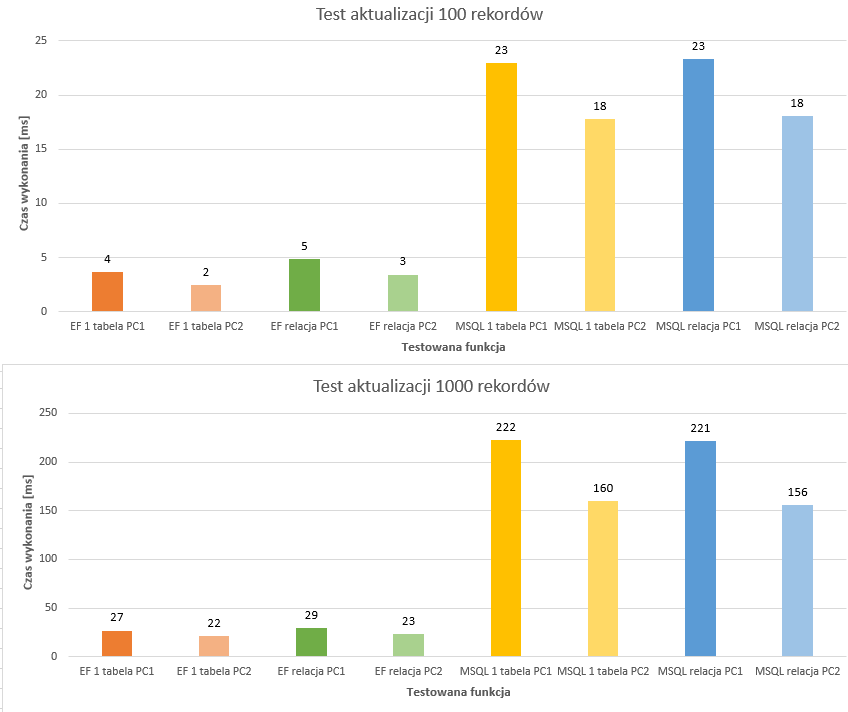 Test aktualizacji 100 rekordów
25
20
15
10
5
0
Czas wykonania [ms]
4
2
5
3
23
18
23
18
EF 1 tabela PC1
EF 1 tabela PC2
EF relacja PC1
EF relacja PC2
MSQL 1 tabela PC1
MSQL 1 tabela PC2
MSQL relacja PC1
MSQL relacja PC2
Testowana funkcja
Test aktualizacji 1000 rekordów
250
200
150
100
50
0
Czas wykonania [ms]
27
22
29
23
222
160
221
156
EF 1 tabela PC1
EF 1 tabela PC2
EF relacja PC1
EF relacja PC2
MSQL 1 tabela PC1
MSQL 1 tabela PC2
MSQL relacja PC1
MSQL relacja PC2
Testowana funkcja